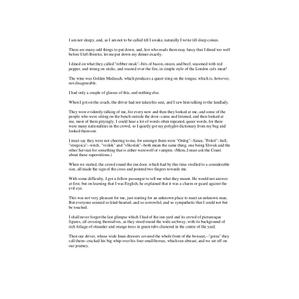 I am not sleepy, and, as I am not to be called till I awake, naturally I write till sleep comes.
There are many odd things to put down, and, lest who reads them may fancy that I dined too well
before I left Bistritz, let me put down my dinner exactly.
I dined on what they called "robber steak"--bits of bacon, onion, and beef, seasoned with red
pepper, and strung on sticks, and roasted over the fire, in simple style of the London cat's meat!
The wine was Golden Mediasch, which produces a queer sting on the tongue, which is, however,
not disagreeable.
I had only a couple of glasses of this, and nothing else.
When I got on the coach, the driver had not taken his seat, and I saw him talking to the landlady.
They were evidently talking of me, for every now and then they looked at me, and some of the
people who were sitting on the bench outside the door--came and listened, and then looked at
me, most of them pityingly. I could hear a lot of words often repeated, queer words, for there
were many nationalities in the crowd, so I quietly got my polyglot dictionary from my bag and
looked them out.
I must say they were not cheering to me, for amongst them were "Ordog"--Satan, "Pokol"--hell,
"stregoica"--witch, "vrolok" and "vlkoslak"--both mean the same thing, one being Slovak and the
other Servian for something that is either werewolf or vampire. (Mem., I must ask the Count
about these superstitions.)
When we started, the crowd round the inn door, which had by this time swelled to a considerable
size, all made the sign of the cross and pointed two fingers towards me.
With some difficulty, I got a fellow passenger to tell me what they meant. He would not answer
at first, but on learning that I was English, he explained that it was a charm or guard against the
evil eye.
This was not very pleasant for me, just starting for an unknown place to meet an unknown man.
But everyone seemed so kind-hearted, and so sorrowful, and so sympathetic that I could not but
be touched.
I shall never forget the last glimpse which I had of the inn yard and its crowd of picturesque
figures, all crossing themselves, as they stood round the wide archway, with its background of
rich foliage of oleander and orange trees in green tubs clustered in the centre of the yard.
Then our driver, whose wide linen drawers covered the whole front of the boxseat,--"gotza" they
call them--cracked his big whip over his four small horses, which ran abreast, and we set off on
our journey.